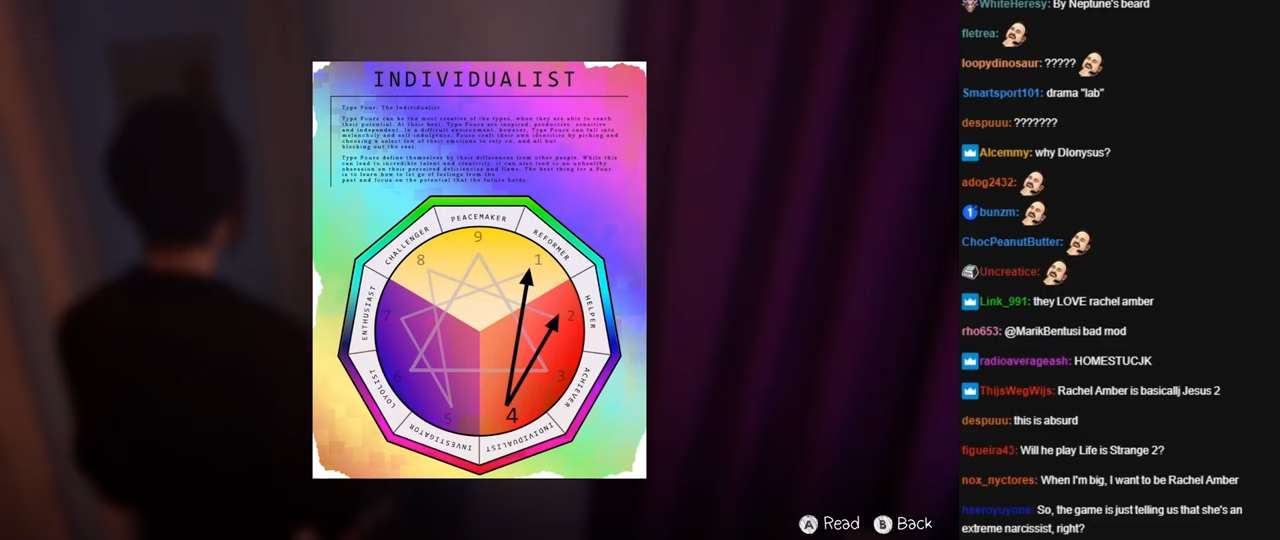 INDIVIDUALIST
Type Four: The Individualist
Type Fours can be the most creative of the types, when they are able to reach
their potential. At their best, Type Fours are inspired, productive, sensitive
and independent. In a difficult environment, however, Type Fours can fall into
melancholy and self-indulgence. Fours craft their own identities by picking and
choosing a select few of their emotions to rely on, and all but
blocking out the rest.
Type Fours define themselves by their differences from other people. While this
can lead to incredible talent and creativity, it can also lead to an unhealthy
obsession on their perceived deficiencies and flaws. The best thing for a Four
is to learn how to let go of feelings from the
past and focus on the potential that the future holds.
PEACEMAKER
REFORMER
HELPER
ACHIEVER
INDIVIDUALIST
INVESTIGATOR
LOYOLIST
ENTHUSIAST
CHALLENGER
9
1
2
3
4
5
6
7
8
A Read B Back
WhiteHeresy: By Neptune's beard
fletrea:
loopydinosaur: ?????
Smartsport101: drama "lab"
despuuu: ???????
Alcemmy: why DIonysus?
adog2432:
1 bunzm:
ChocPeanutButter:
Uncreatice:
Link_991: they LOVE rachel amber
rho653: @MarikBentusi bad mod
radioaverageash: HOMESTUCJK
ThijsWegWijs: Rachel Amber is basicallj Jesus 2
despuuu: this is absurd
figueira43: Will he play Life is Strange 2?
nox_nyctores: When I'm big, I want to be Rachel Amber
heeroyuyone: So, the game is just telling us that she's an
extreme narcissist, right?